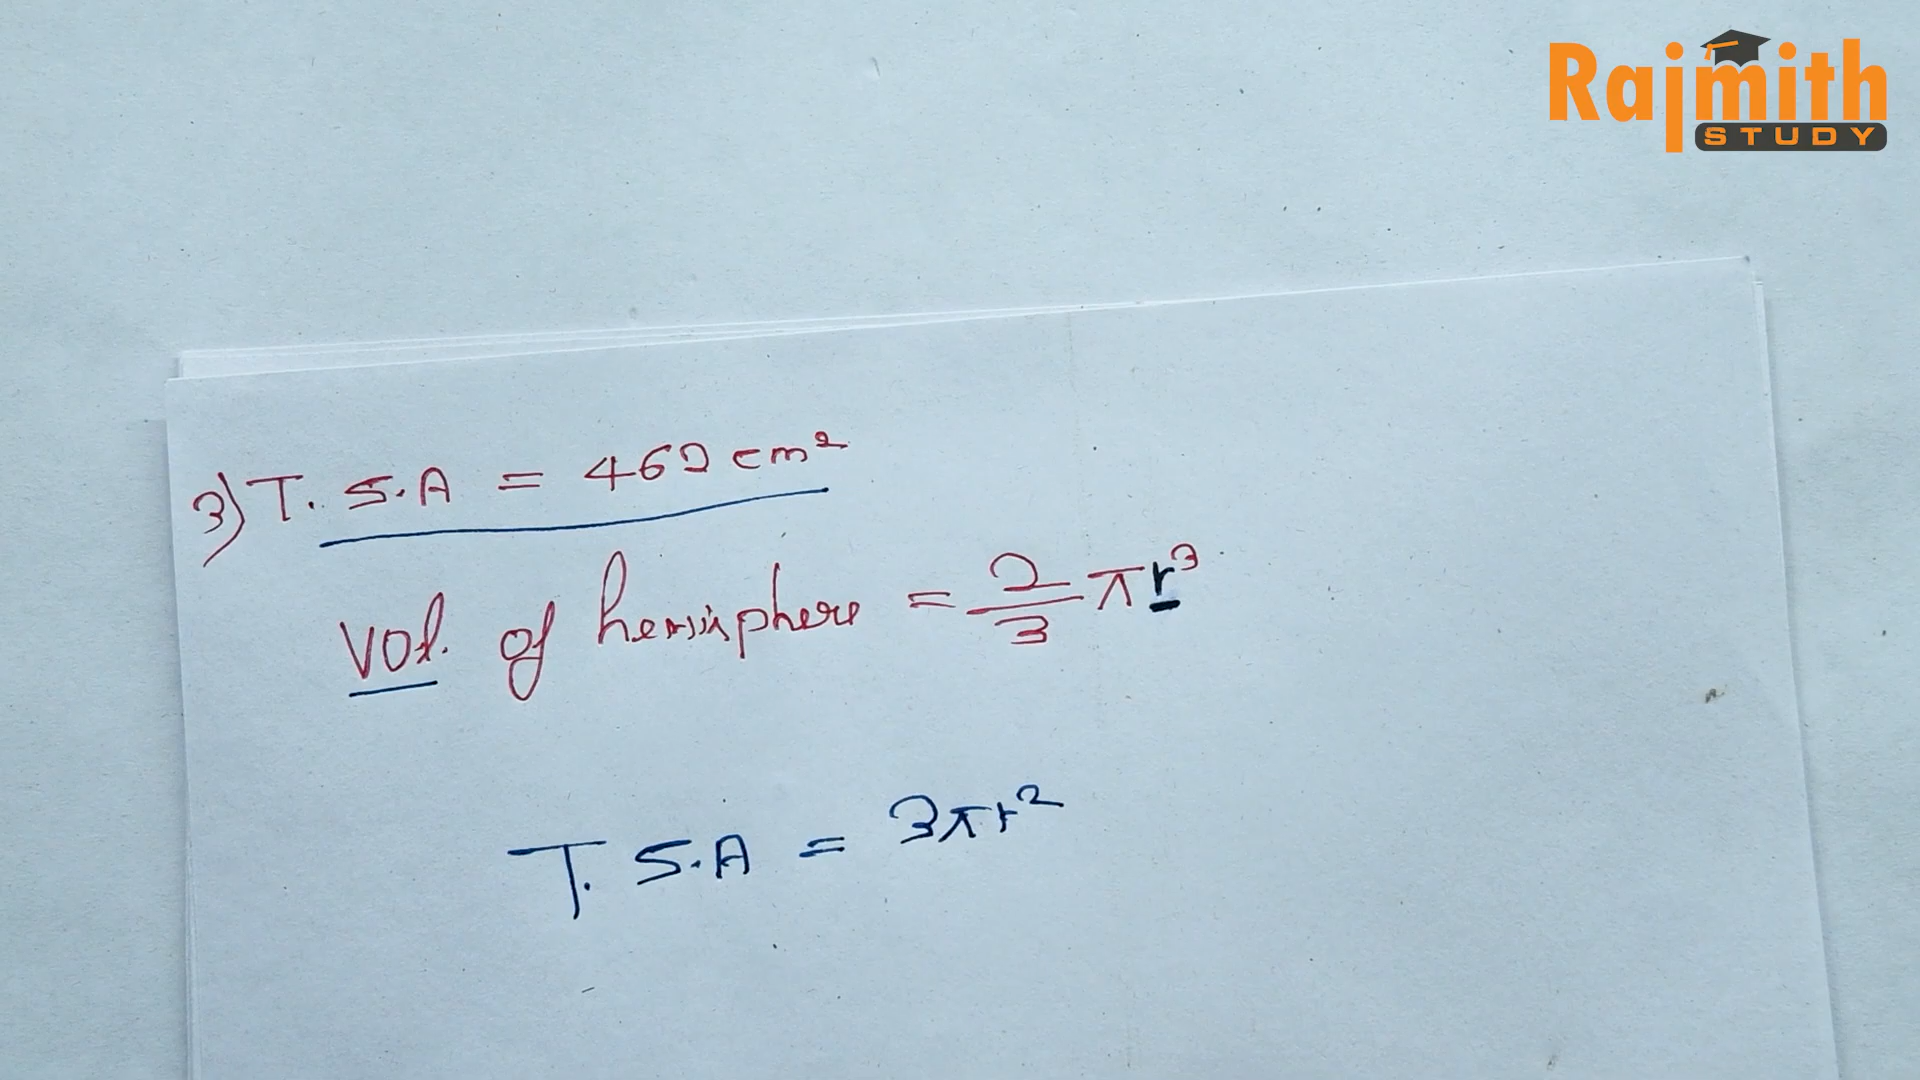 Rajmith
STUDY
3) T.S.A = 462 cm²
Vol. of hemisphere = 2/3 πr³
T.S.A = 3πr²